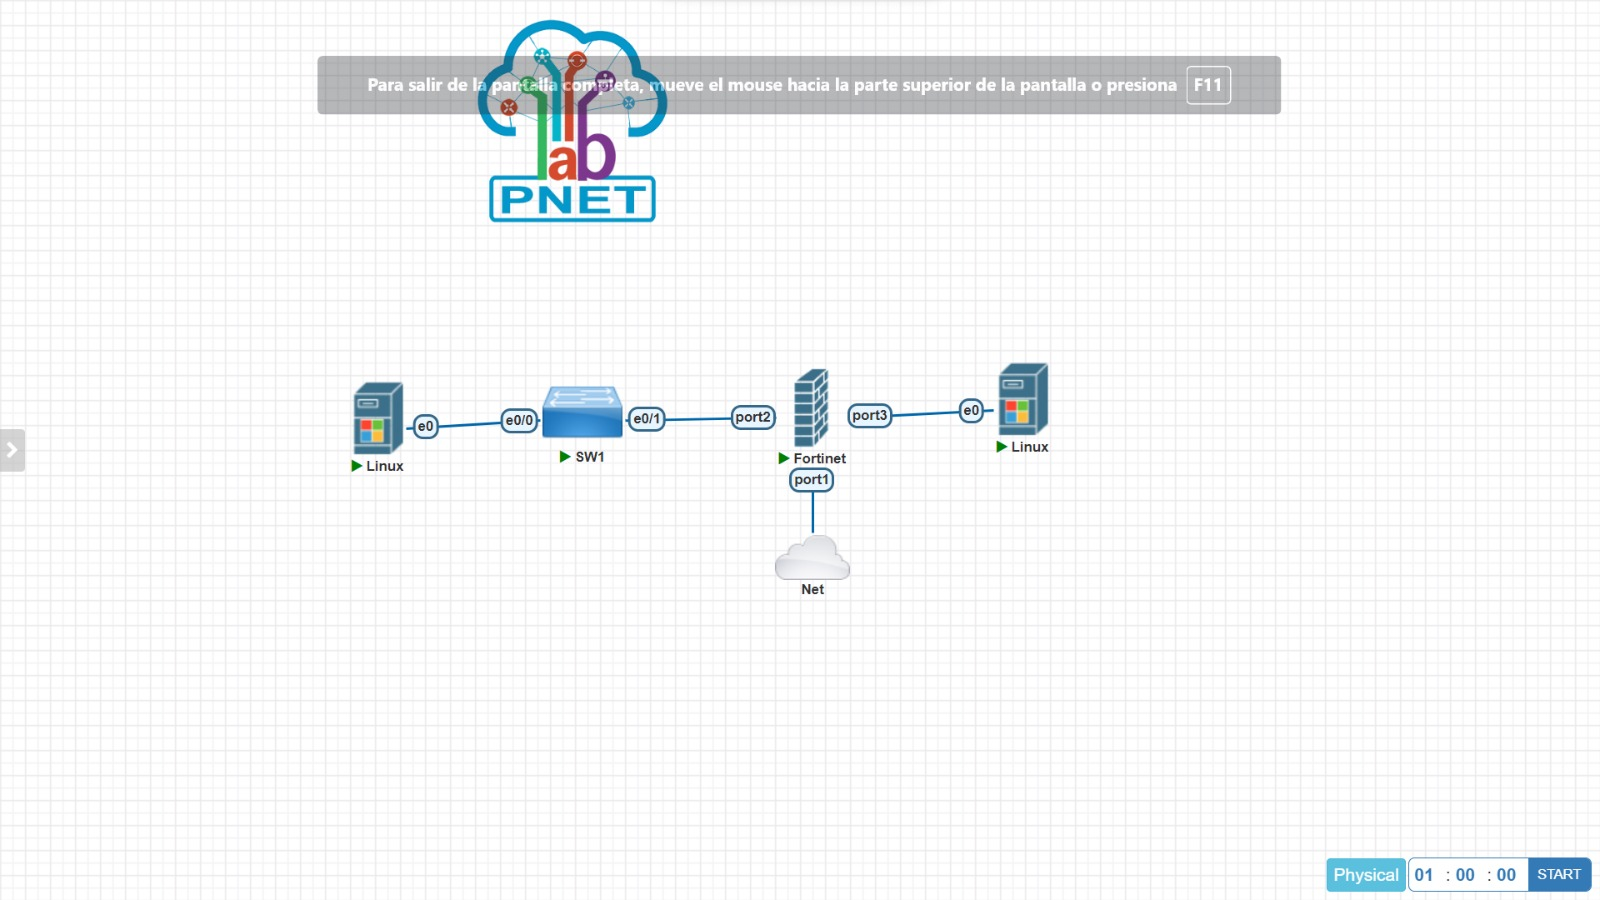 Para salir de la pantalla completa, mueve el mouse hacia la parte superior de la pantalla o presiona F11
lab
PNET
e0 e0/0 e0/1 port2 port3 e0
Linux SW1 Fortinet Linux
port1
Net
Physical 01 : 00 : 00 START